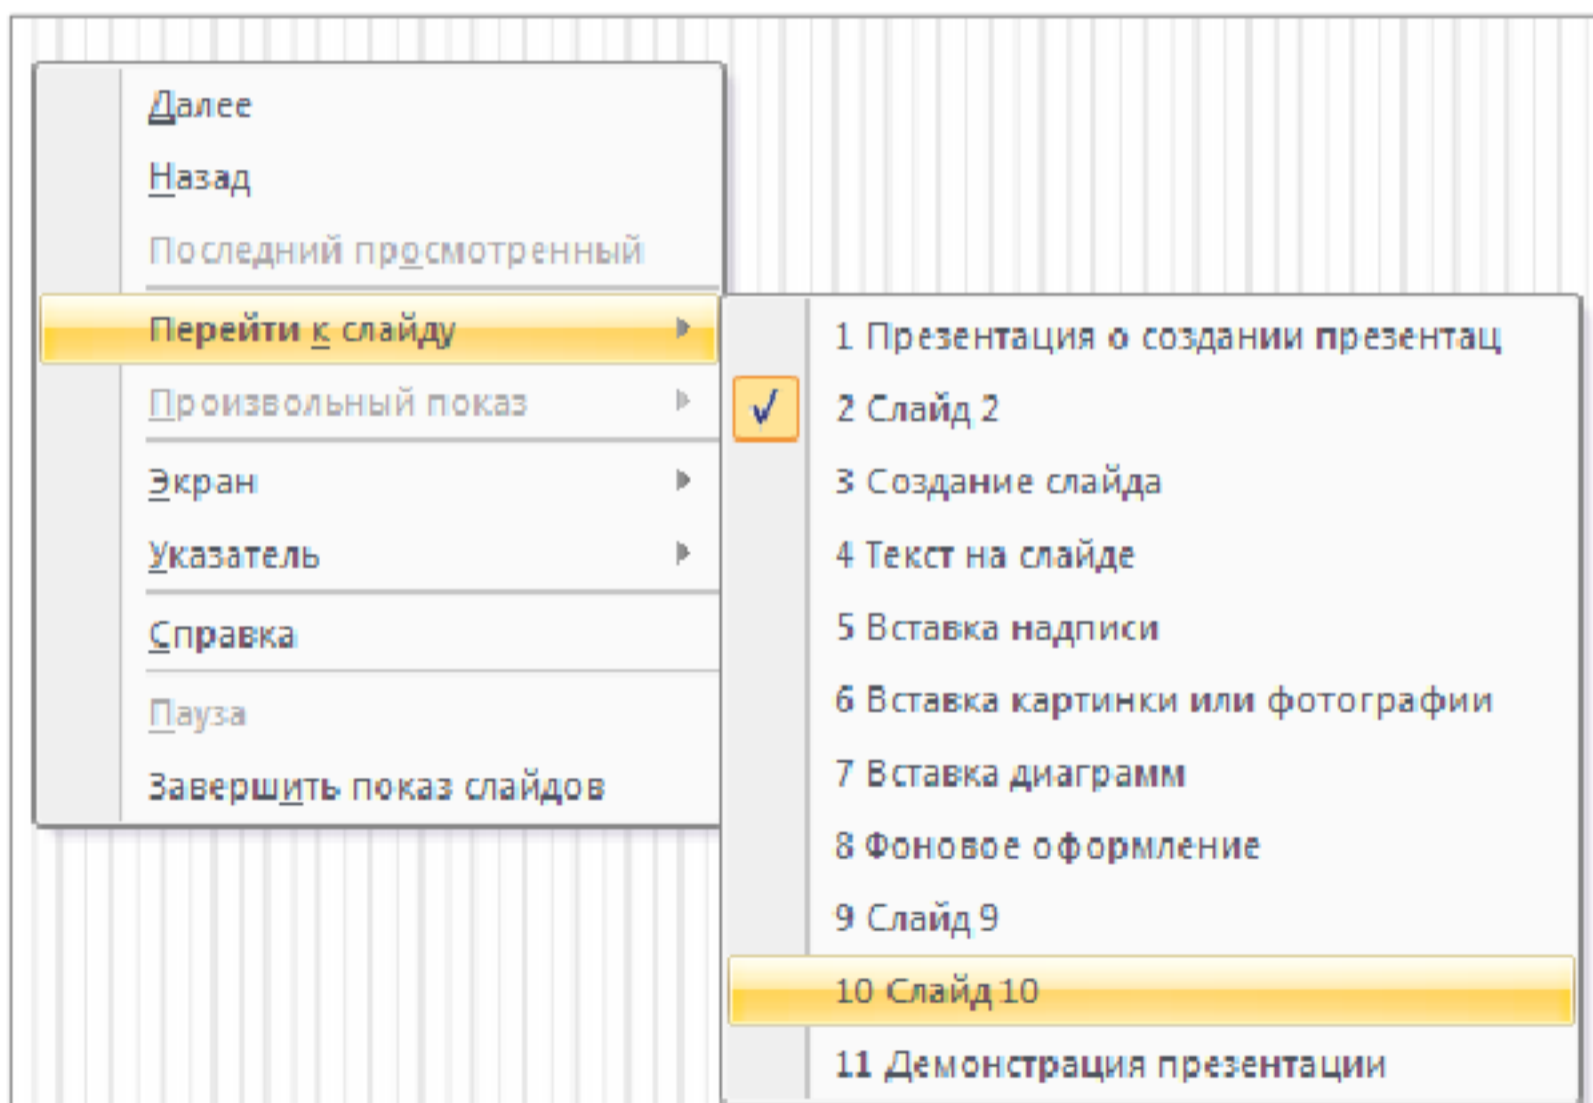 Далее
Назад
Последний просмотренный
Перейти к слайду
Произвольный показ
Экран
Указатель
Справка
Пауза
Завершить показ слайдов
1 Презентация о создании презентац
2 Слайд 2
3 Создание слайда
4 Текст на слайде
5 Вставка надписи
6 Вставка картинки или фотографии
7 Вставка диаграмм
8 Фоновое оформление
9 Слайд 9
10 Слайд 10
11 Демонстрация презентации